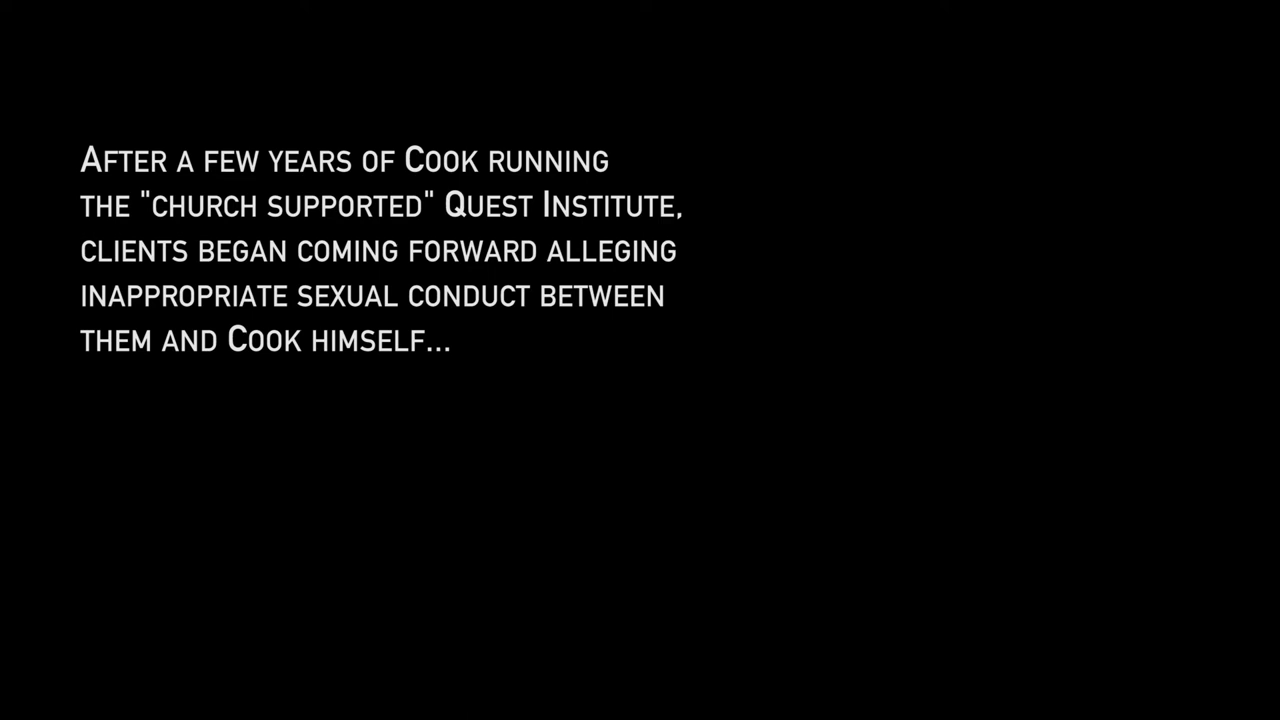 After a few years of Cook running
the "church supported" Quest Institute,
clients began coming forward alleging
inappropriate sexual conduct between
them and Cook himself...